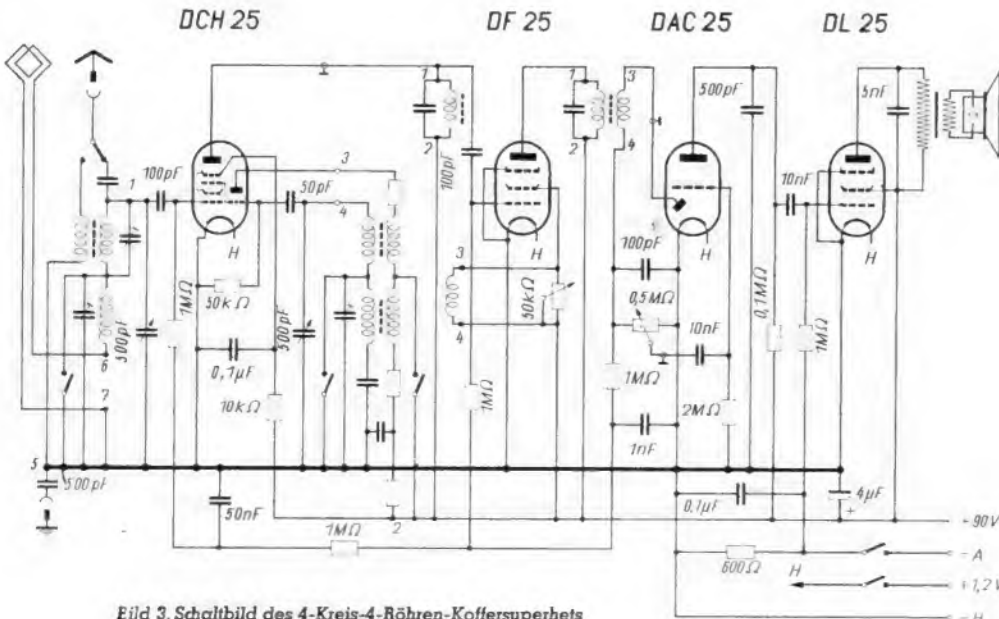 DCH 25 DF 25 DAC 25 DL 25
1 2
1 2
3 4
500pF
5nF
1
100pF
50pF
3
4
100pF
10nF
H
H
H
H
50kΩ
1MΩ
500pF
6
7
0,1µF
10kΩ
500pF
3
4
50kΩ
1MΩ
100pF
0,5MΩ
10nF
1MΩ
2MΩ
1nF
0,1MΩ
1MΩ
5
500pF
50nF
1MΩ
2
0,1µF
4µF
+
+90V
-A
600Ω
H
+1,2V
-H
Bild 3. Schaltbild des 4-Kreis-4-Röhren-Koffersuperhets